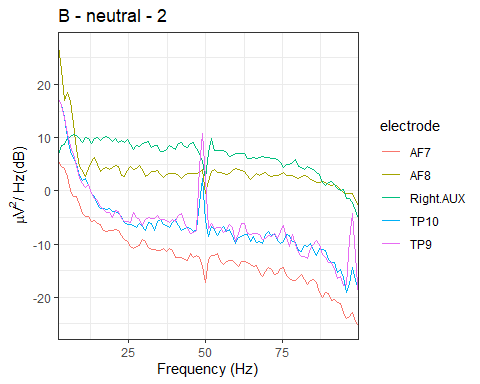 B - neutral - 2
μV²/ Hz(dB)
20
10
0
-10
-20
25
50
75
Frequency (Hz)
electrode
AF7
AF8
Right.AUX
TP10
TP9